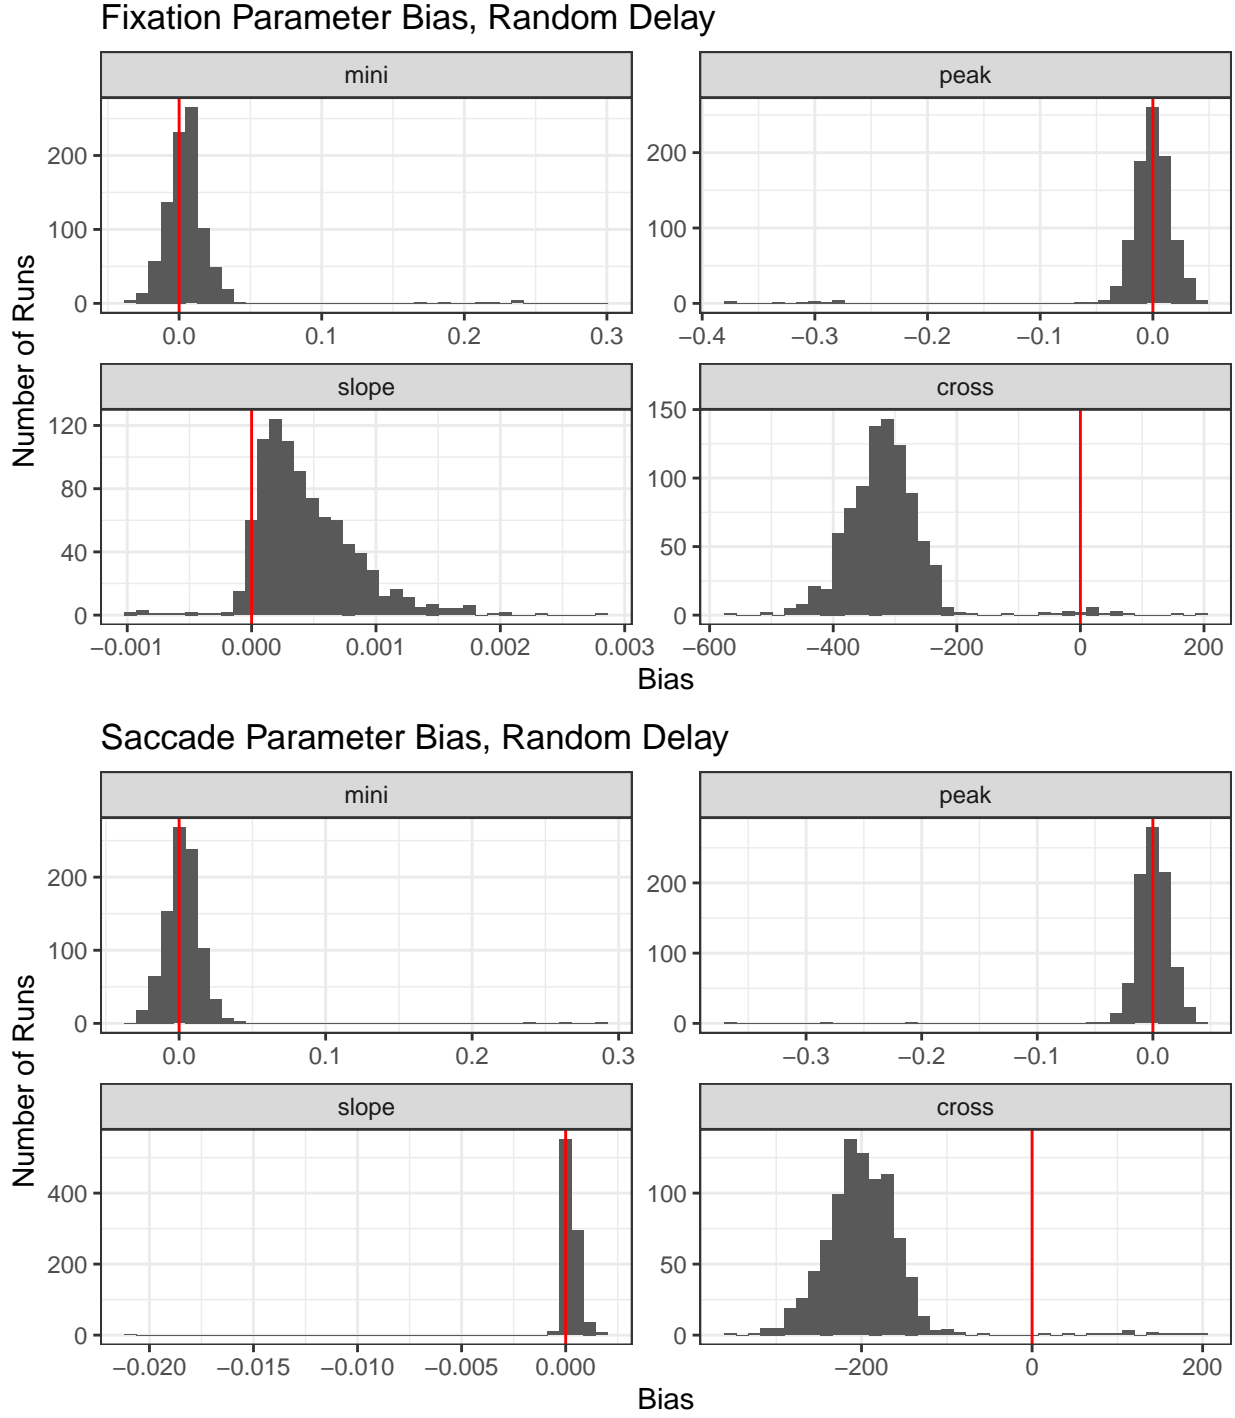 Fixation Parameter Bias, Random Delay
mini
peak
200
100
0
0.0 0.1 0.2 0.3
200
100
0
−0.4 −0.3 −0.2 −0.1 0.0
slope
cross
120
80
40
0
−0.001 0.000 0.001 0.002 0.003
150
100
50
0
−600 −400 −200 0 200
Number of Runs
Bias
Saccade Parameter Bias, Random Delay
mini
peak
200
100
0
0.0 0.1 0.2 0.3
200
100
0
−0.3 −0.2 −0.1 0.0
slope
cross
400
200
0
−0.020 −0.015 −0.010 −0.005 0.000
100
50
0
−200 0 200
Number of Runs
Bias